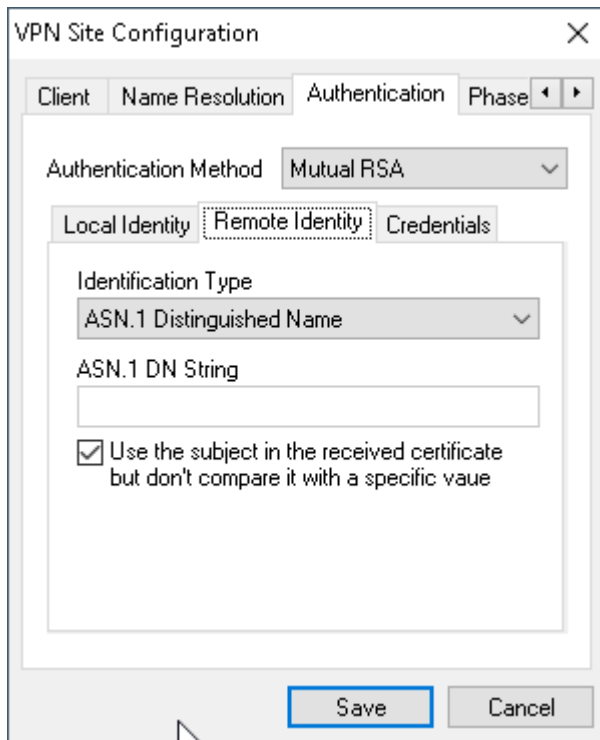 VPN Site Configuration
Client Name Resolution Authentication Phase
Authentication Method Mutual RSA
Local Identity Remote Identity Credentials
Identification Type
ASN.1 Distinguished Name
ASN.1 DN String
Use the subject in the received certificate
but don't compare it with a specific vaue
Save Cancel